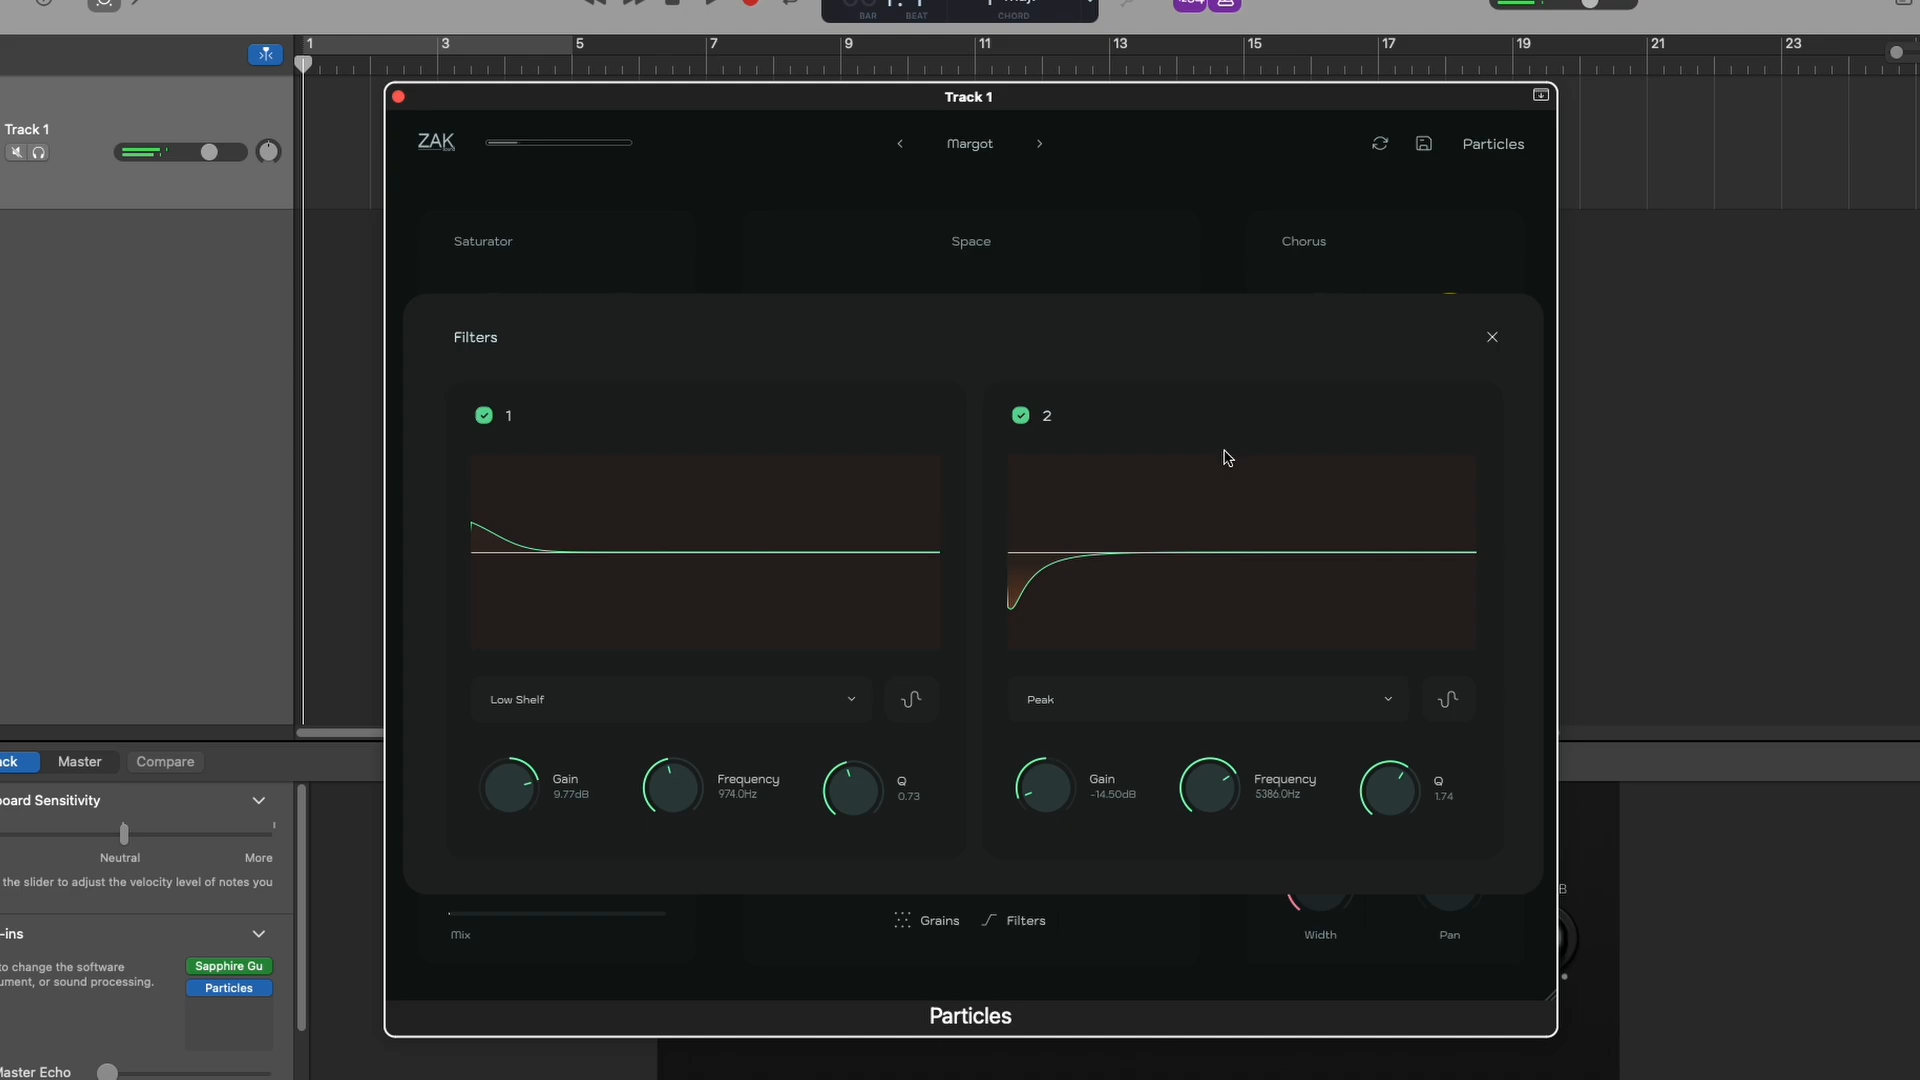 BAR BEAT CHORD
1 3 5 7 9 11 13 15 17 19 21 23
Track 1
Track 1
ZAK
Margot
Particles
Saturator
Space
Chorus
Filters
1
2
Low Shelf
Peak
Gain
9.77dB
Frequency
974.0Hz
Q
0.73
Gain
-14.50dB
Frequency
5386.0Hz
Q
1.74
Mix
Grains
Filters
Width
Pan
Particles
ck
Master
Compare
board Sensitivity
Neutral
More
the slider to adjust the velocity level of notes you
-ins
to change the software
ument, or sound processing.
Sapphire Gu
Particles
Master Echo
B